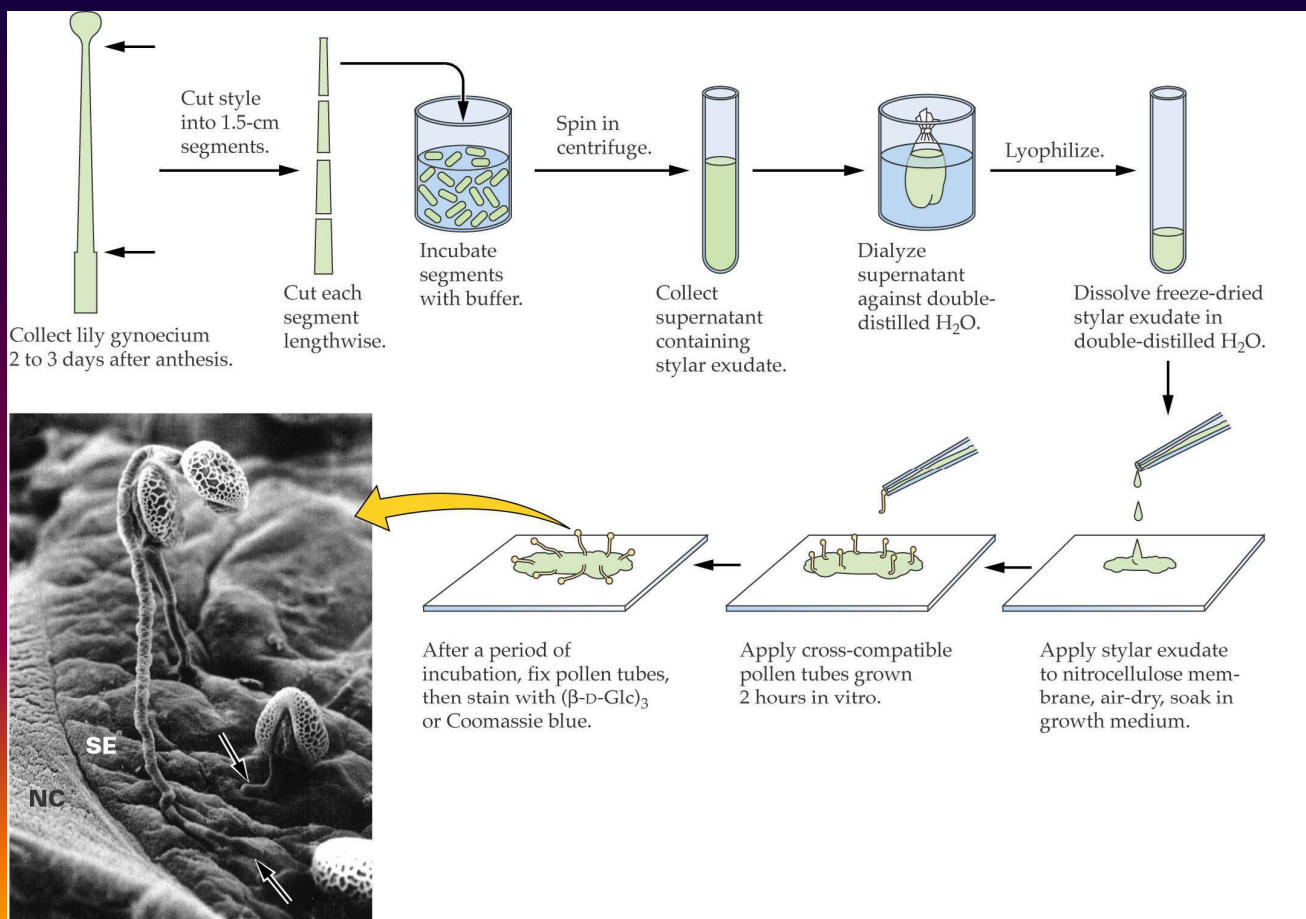 Collect lily gynoecium
2 to 3 days after anthesis.
Cut style
into 1.5-cm
segments.
Cut each
segment
lengthwise.
Incubate
segments
with buffer.
Spin in
centrifuge.
Collect
supernatant
containing
stylar exudate.
Dialyze
supernatant
against double-
distilled H₂O.
Lyophilize.
Dissolve freeze-dried
stylar exudate in
double-distilled H₂O.
Apply stylar exudate
to nitrocellulose mem-
brane, air-dry, soak in
growth medium.
Apply cross-compatible
pollen tubes grown
2 hours in vitro.
After a period of
incubation, fix pollen tubes,
then stain with (β-D-Glc)₃
or Coomassie blue.
SE
NC